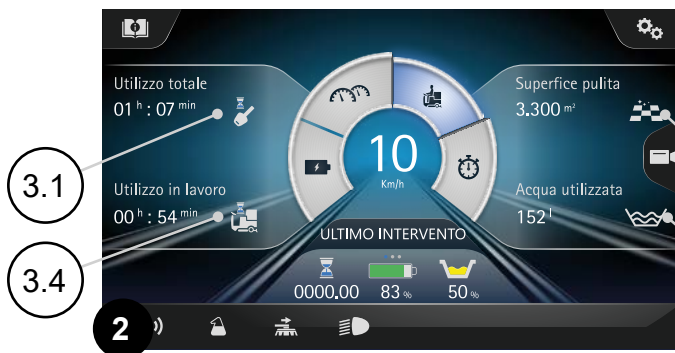 Utilizzo totale
01 h : 07 min
Superfice pulita
3.300 m²
3.1
10
Km/h
Utilizzo in lavoro
00 h : 54 min
Acqua utilizzata
152 l
3.4
ULTIMO INTERVENTO
0000.00 83 % 50 %
2